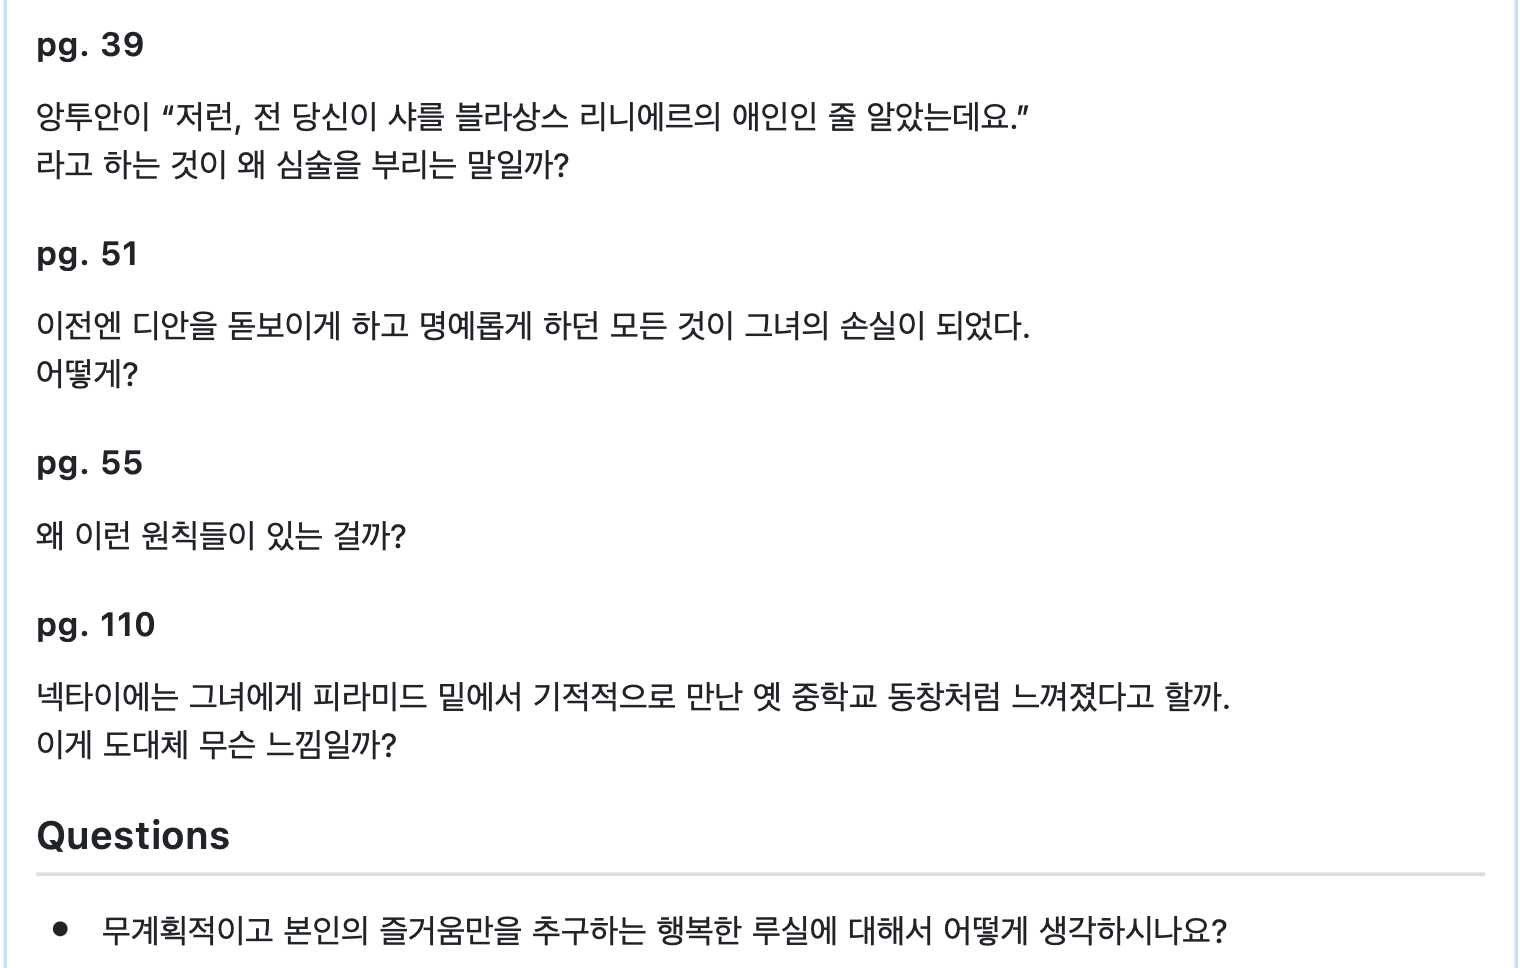 pg. 39
앙투안이 “저런, 전 당신이 샤를 블라상스 리니에르의 애인인 줄 알았는데요.”
라고 하는 것이 왜 심술을 부리는 말일까?
pg. 51
이전엔 디안을 돋보이게 하고 명예롭게 하던 모든 것이 그녀의 손실이 되었다.
어떻게?
pg. 55
왜 이런 원칙들이 있는 걸까?
pg. 110
넥타이에는 그녀에게 피라미드 밑에서 기적적으로 만난 옛 중학교 동창처럼 느껴졌다고 할까.
이게 도대체 무슨 느낌일까?
Questions
• 무계획적이고 본인의 즐거움만을 추구하는 행복한 루실에 대해서 어떻게 생각하시나요?